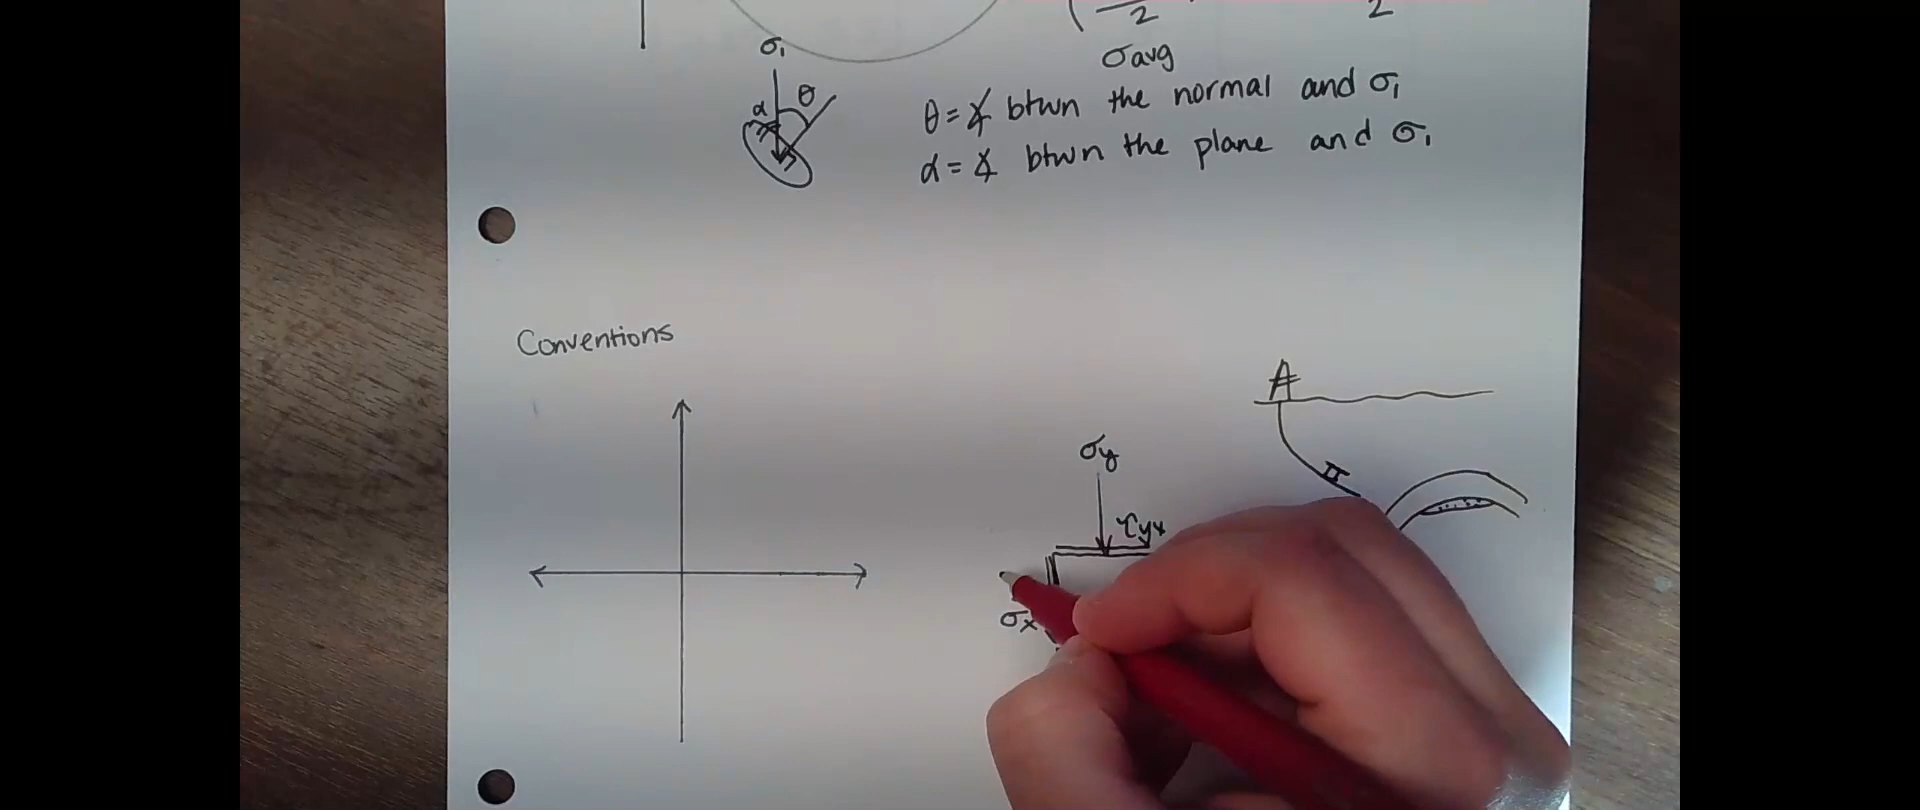 2 2
σ₁
σavg
α θ
θ = ∡ btwn the normal and σ₁
α = ∡ btwn the plane and σ₁
Conventions
σy
τyx
σx